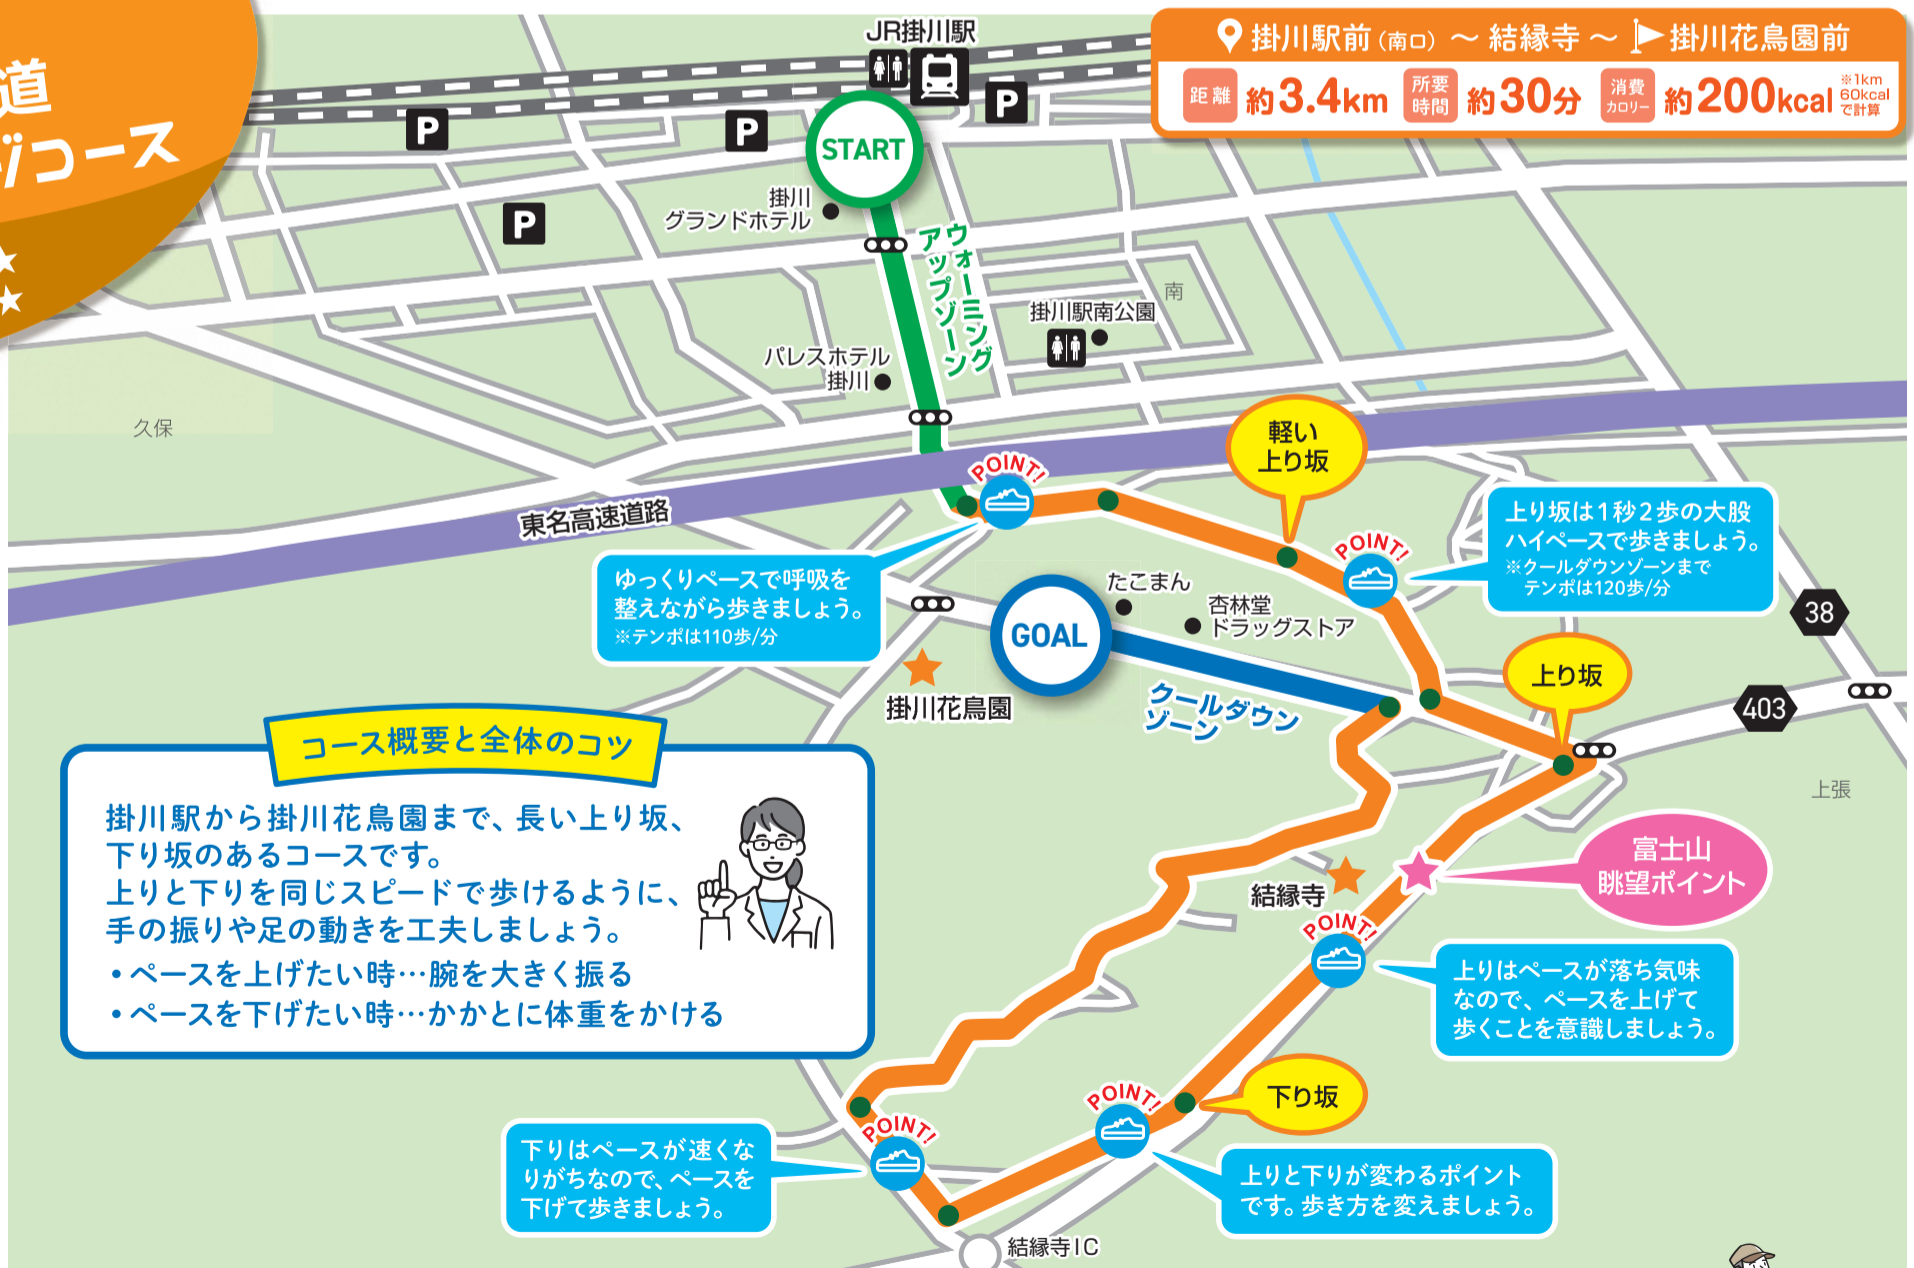 道
ジコース
掛川駅前（南口）〜 結縁寺 〜 掛川花鳥園前
距離 約3.4km 所要時間 約30分 消費カロリー 約200kcal ※1km 60kcalで計算
JR掛川駅
P
P
P
P
START
掛川
グランドホテル
ウォーミング
アップゾーン
南
掛川駅南公園
パレスホテル
掛川
久保
東名高速道路
POINT!
ゆっくりペースで呼吸を
整えながら歩きましょう。
※テンポは110歩/分
軽い
上り坂
POINT!
上り坂は1秒2歩の大股
ハイペースで歩きましょう。
※クールダウンゾーンまで
テンポは120歩/分
たこまん
杏林堂
ドラッグストア
GOAL
掛川花鳥園
クールダウン
ゾーン
上り坂
38
403
上張
コース概要と全体のコツ
掛川駅から掛川花鳥園まで、長い上り坂、
下り坂のあるコースです。
上りと下りを同じスピードで歩けるように、
手の振りや足の動きを工夫しましょう。
・ペースを上げたい時…腕を大きく振る
・ペースを下げたい時…かかとに体重をかける
富士山
眺望ポイント
結縁寺
POINT!
上りはペースが落ち気味
なので、ペースを上げて
歩くことを意識しましょう。
下り坂
POINT!
上りと下りが変わるポイント
です。歩き方を変えましょう。
POINT!
下りはペースが速くな
りがちなので、ペースを
下げて歩きましょう。
結縁寺IC